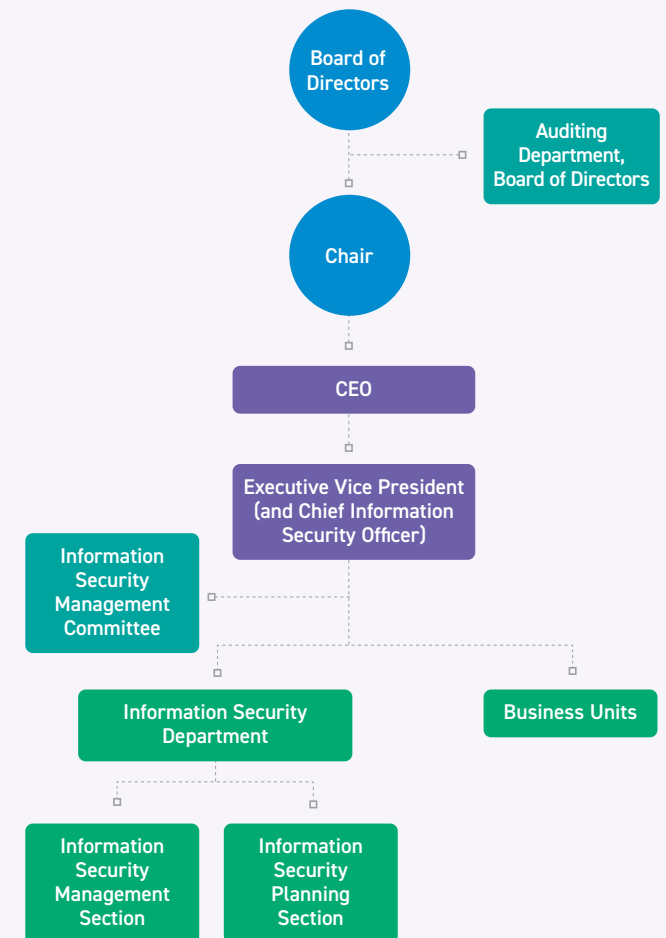 Board of
Directors
Auditing
Department,
Board of Directors
Chair
CEO
Executive Vice President
(and Chief Information
Security Officer)
Information
Security
Management
Committee
Information Security
Department
Business Units
Information
Security
Management
Section
Information
Security
Planning
Section